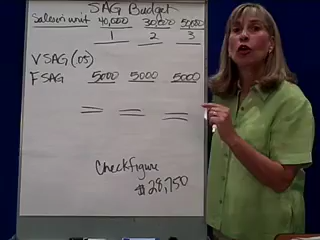 SAG Budget
Sales in unit 40,000 30,000 50,000
1 2 3
VSAG (.05)
FSAG 5000 5000 5000
Checkfigure
$28,750